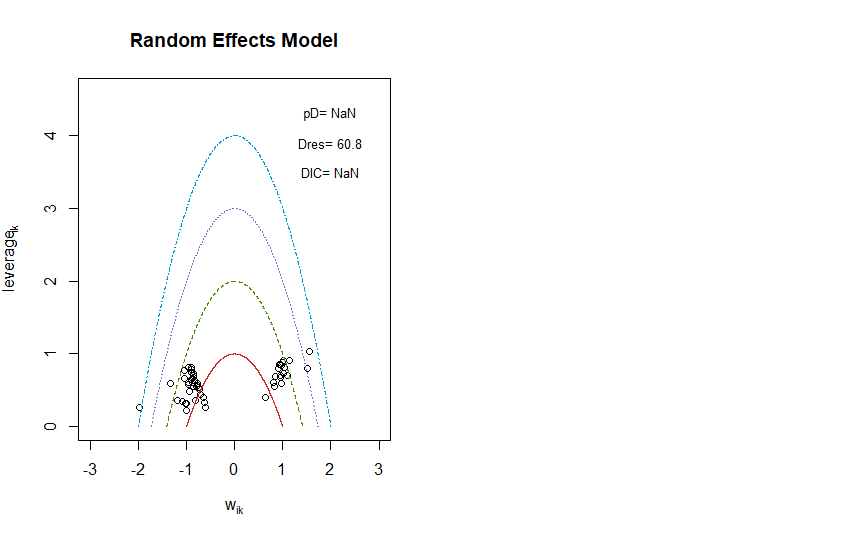 Random Effects Model
pD= NaN
Dres= 60.8
DIC= NaN
4
3
2
1
0
leverage_ik
-3 -2 -1 0 1 2 3
w_ik